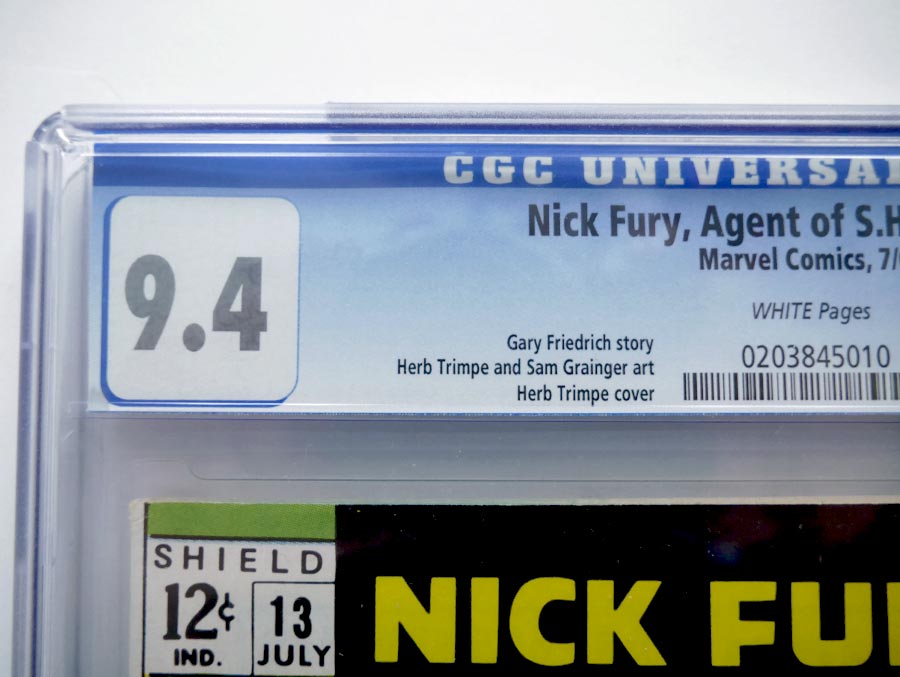 CGC UNIVERSAL
Nick Fury, Agent of S.H
Marvel Comics, 7/
9.4
WHITE Pages
Gary Friedrich story
Herb Trimpe and Sam Grainger art
Herb Trimpe cover
0203845010
SHIELD
12¢
IND.
13
JULY
NICK FU